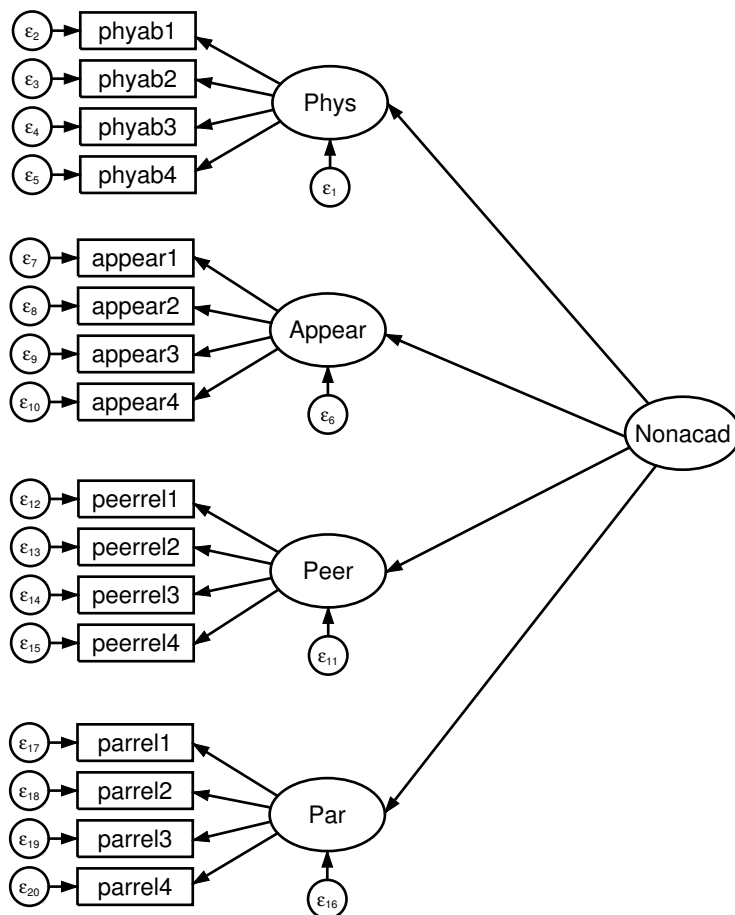 ε2 phyab1
ε3 phyab2
Phys
ε4 phyab3
ε5 phyab4
ε1
ε7 appear1
ε8 appear2
Appear
ε9 appear3
ε10 appear4
ε6
Nonacad
ε12 peerrel1
ε13 peerrel2
Peer
ε14 peerrel3
ε15 peerrel4
ε11
ε17 parrel1
ε18 parrel2
Par
ε19 parrel3
ε20 parrel4
ε16